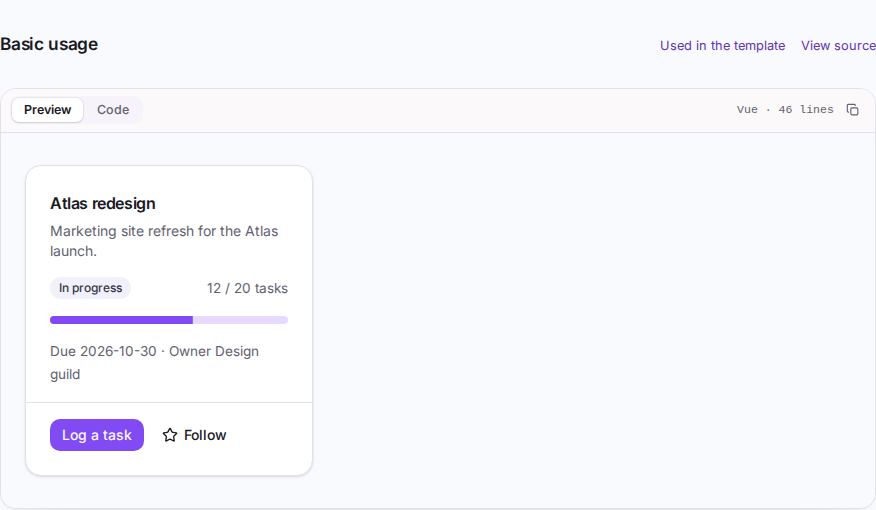 Basic usage
Used in the template View source
Preview Code
Vue · 46 lines
Atlas redesign
Marketing site refresh for the Atlas
launch.
In progress
12 / 20 tasks
Due 2026-10-30 · Owner Design
guild
Log a task
Follow